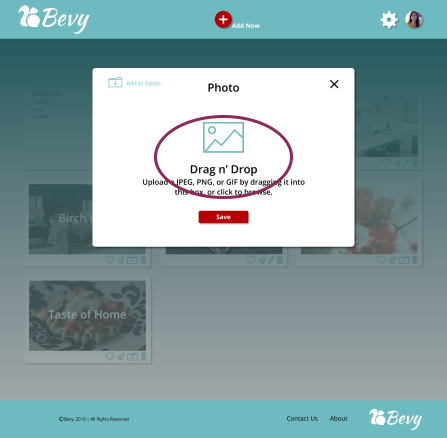 Bevy
Add New
Add to Folder
Photo
Drag n' Drop
Upload a JPEG, PNG, or GIF by dragging it into
this box, or click to browse.
Save
Birch
Taste of Home
©Bevy, 2018 | All Rights Reserved
Contact Us
About
Bevy